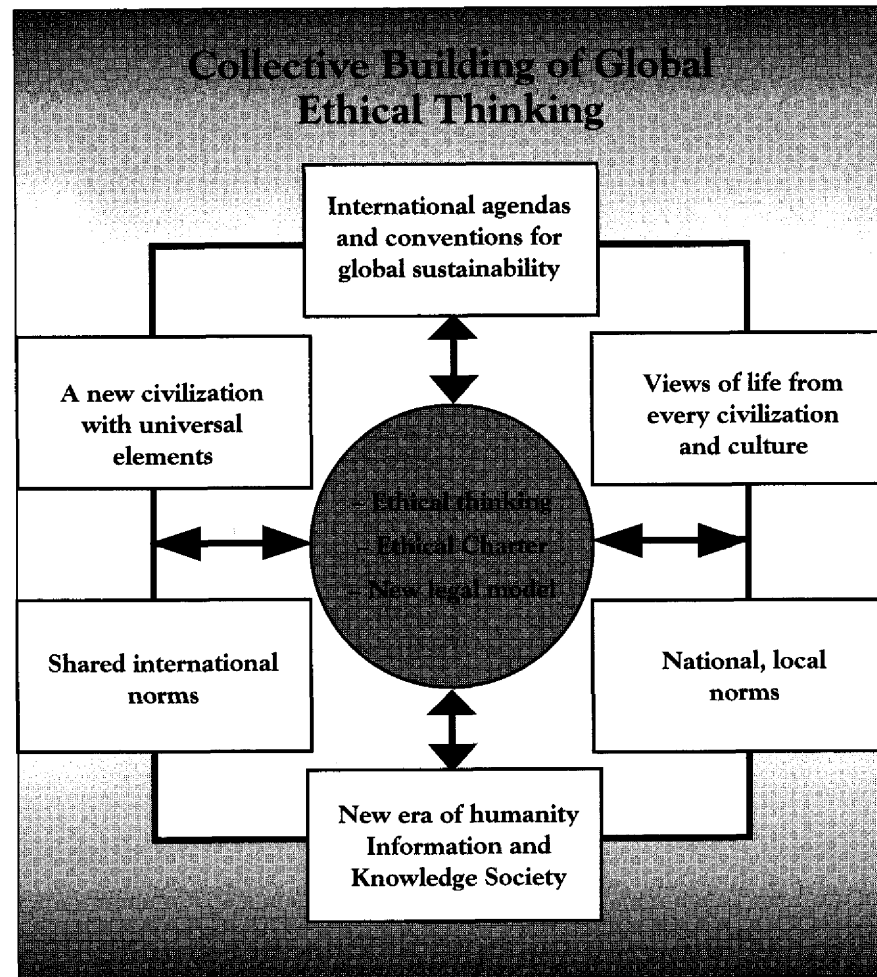 Collective Building of Global
Ethical Thinking
International agendas
and conventions for
global sustainability
A new civilization
with universal
elements
Views of life from
every civilization
and culture
– Ethical thinking
– Ethical Charter
– New legal model
Shared international
norms
National, local
norms
New era of humanity
Information and
Knowledge Society